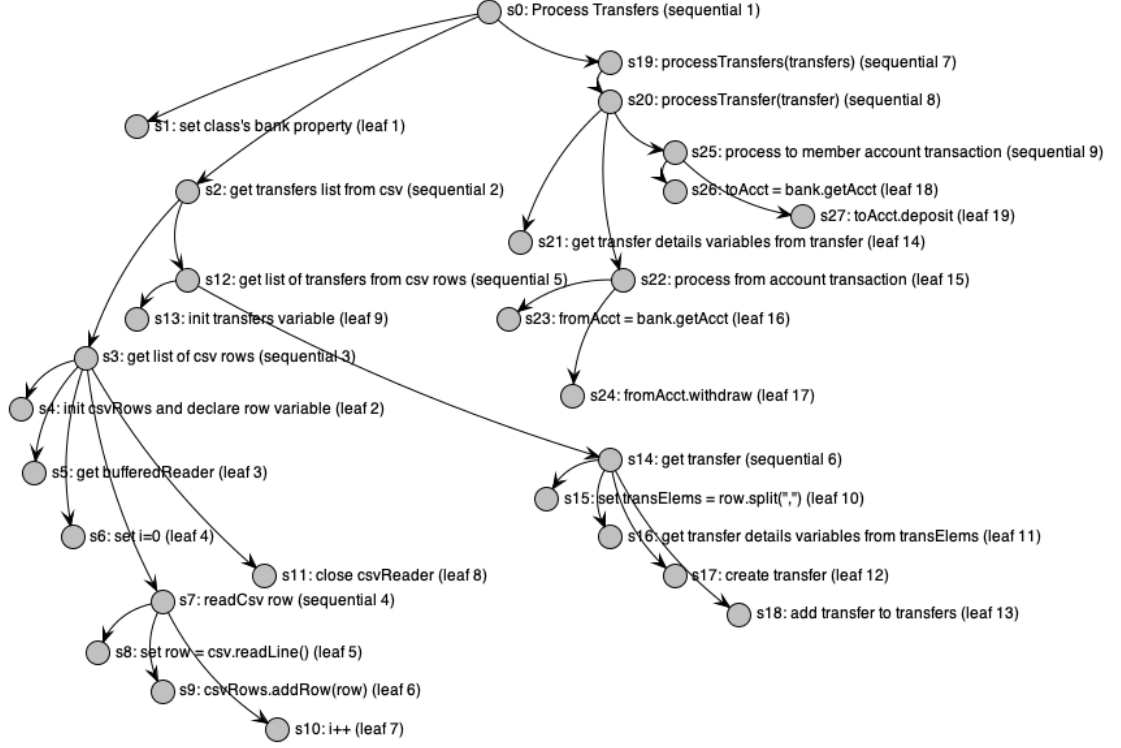 s0: Process Transfers (sequential 1)
s19: processTransfers(transfers) (sequential 7)
s20: processTransfer(transfer) (sequential 8)
s1: set class's bank property (leaf 1)
s25: process to member account transaction (sequential 9)
s2: get transfers list from csv (sequential 2)
s26: toAcct = bank.getAcct (leaf 18)
s27: toAcct.deposit (leaf 19)
s21: get transfer details variables from transfer (leaf 14)
s12: get list of transfers from csv rows (sequential 5)
s22: process from account transaction (leaf 15)
s13: init transfers variable (leaf 9)
s23: fromAcct = bank.getAcct (leaf 16)
s3: get list of csv rows (sequential 3)
s24: fromAcct.withdraw (leaf 17)
s4: init csvRows and declare row variable (leaf 2)
s14: get transfer (sequential 6)
s5: get bufferedReader (leaf 3)
s15: set transElems = row.split(",") (leaf 10)
s6: set i=0 (leaf 4)
s16: get transfer details variables from transElems (leaf 11)
s11: close csvReader (leaf 8)
s17: create transfer (leaf 12)
s7: readCsv row (sequential 4)
s18: add transfer to transfers (leaf 13)
s8: set row = csv.readLine() (leaf 5)
s9: csvRows.addRow(row) (leaf 6)
s10: i++ (leaf 7)